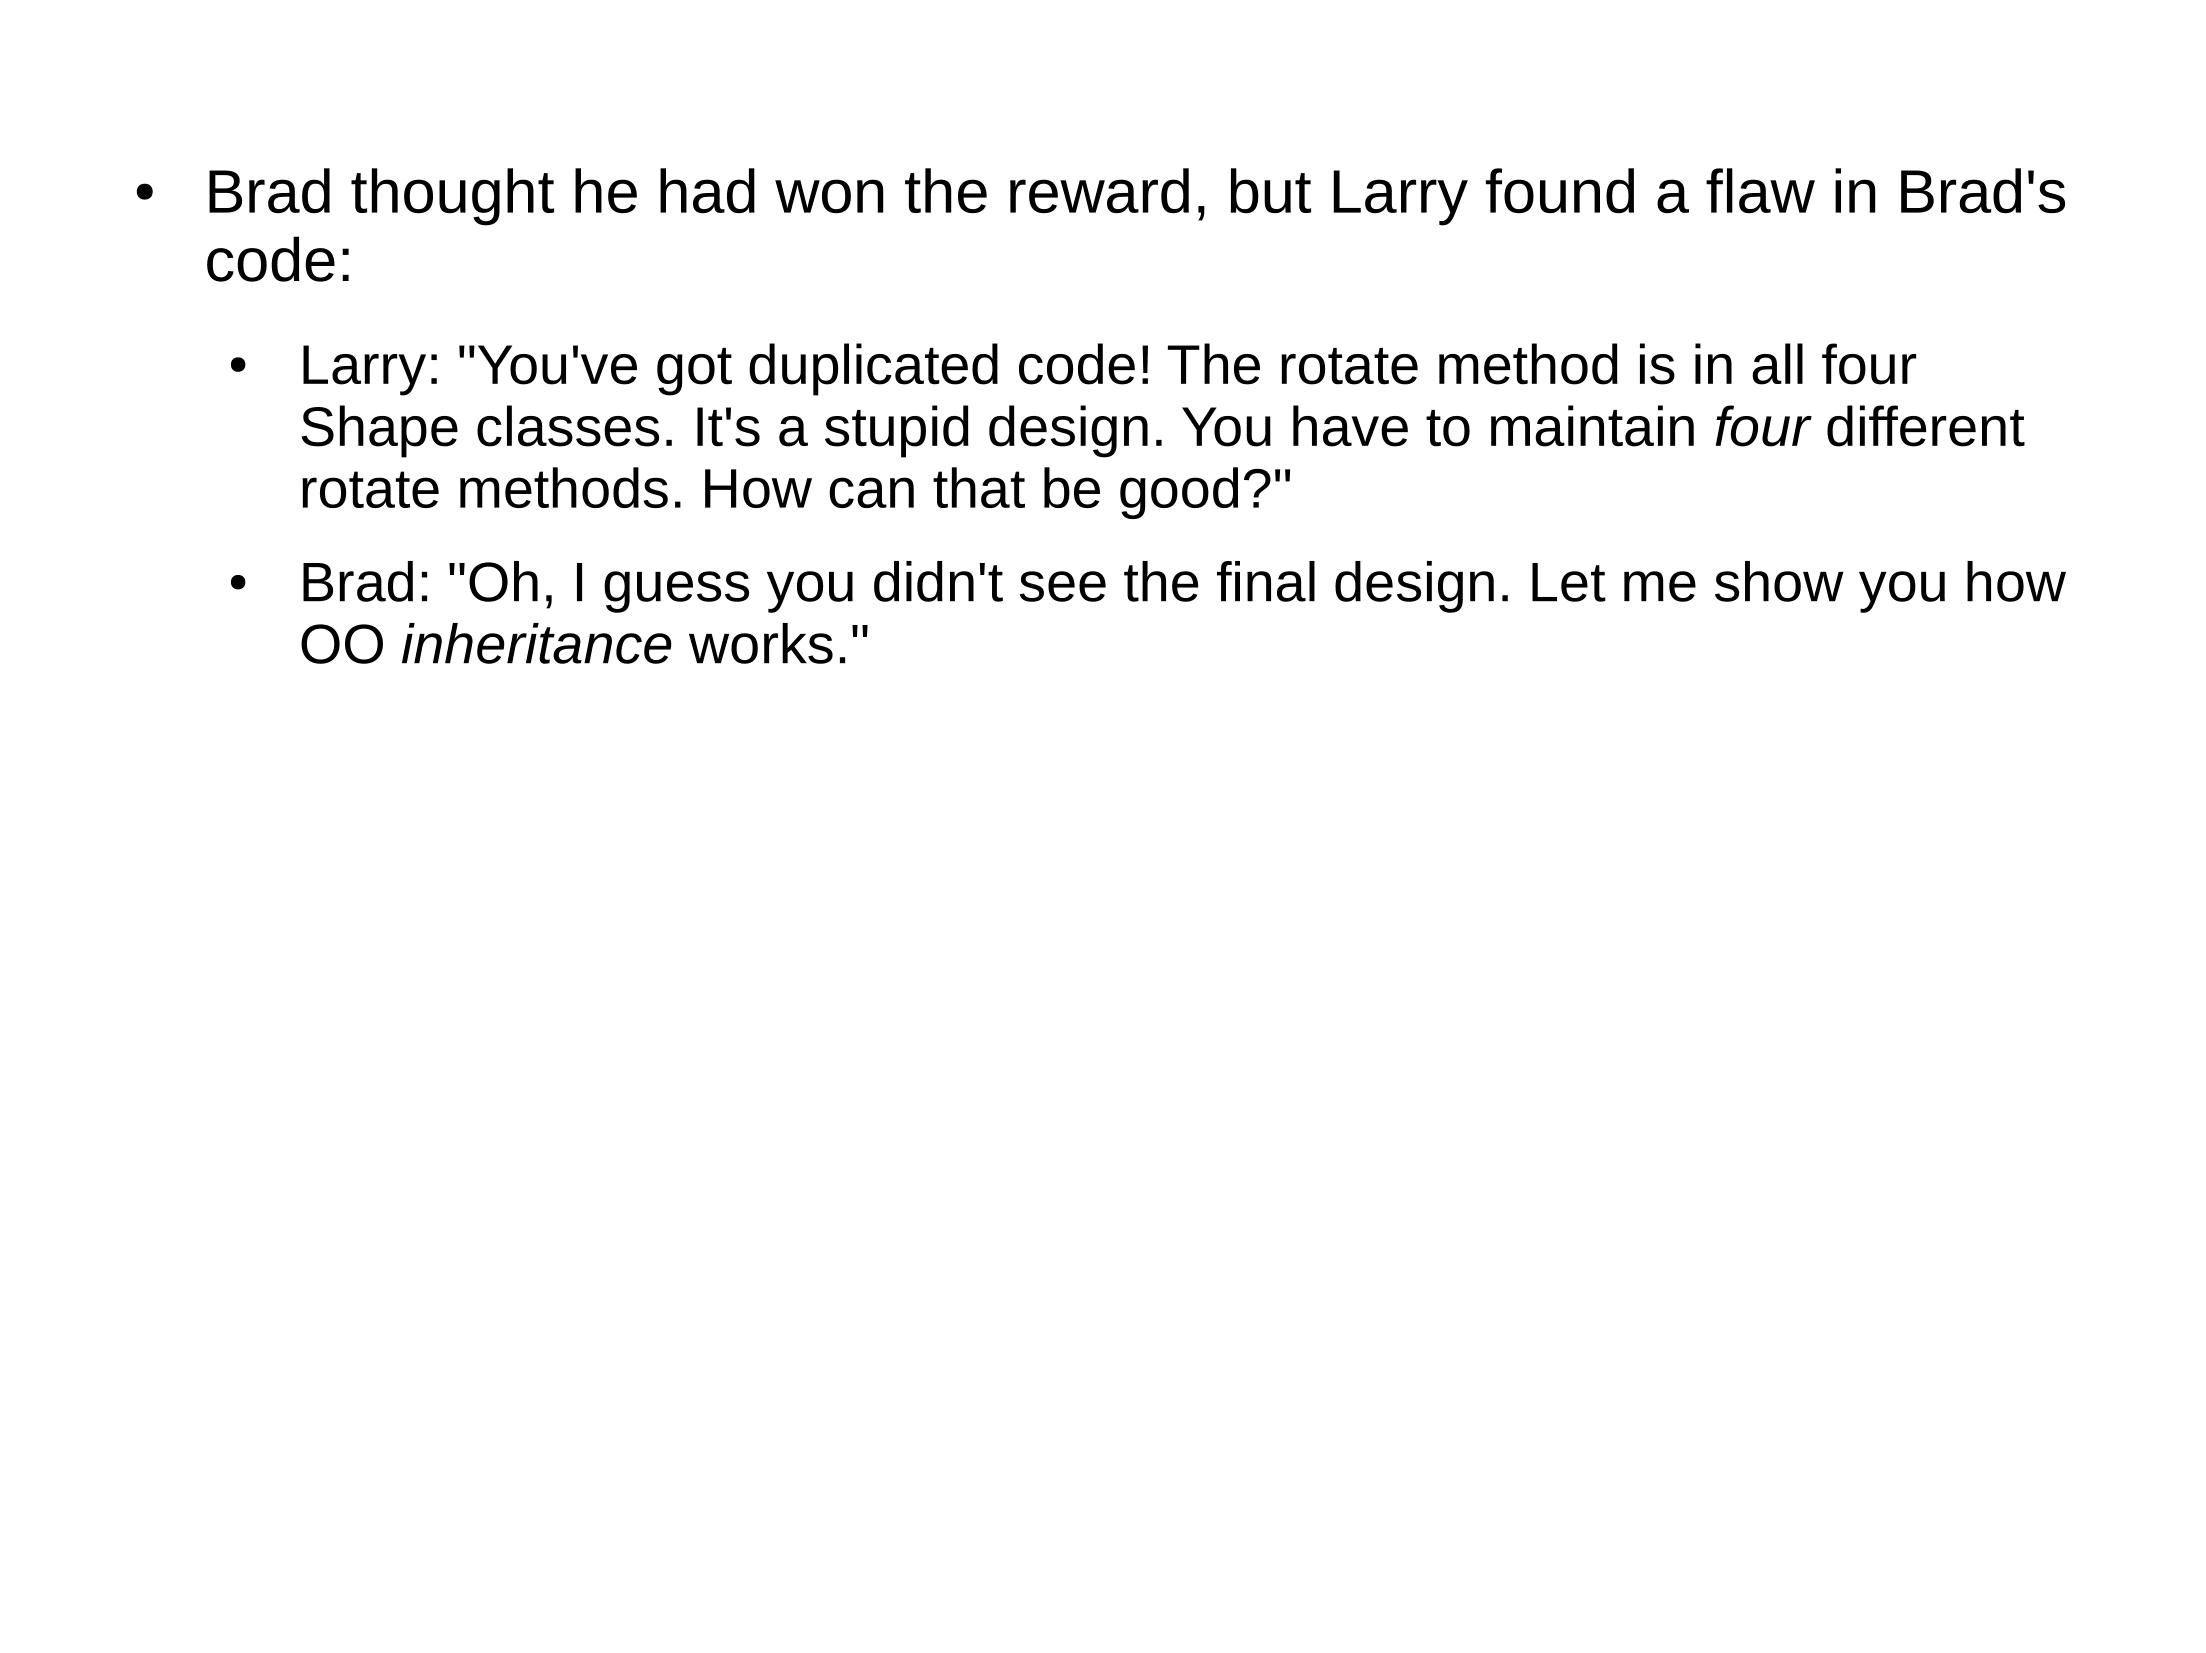 • Brad thought he had won the reward, but Larry found a flaw in Brad's
code:
• Larry: "You've got duplicated code! The rotate method is in all four
Shape classes. It's a stupid design. You have to maintain four different
rotate methods. How can that be good?"
• Brad: "Oh, I guess you didn't see the final design. Let me show you how
OO inheritance works."